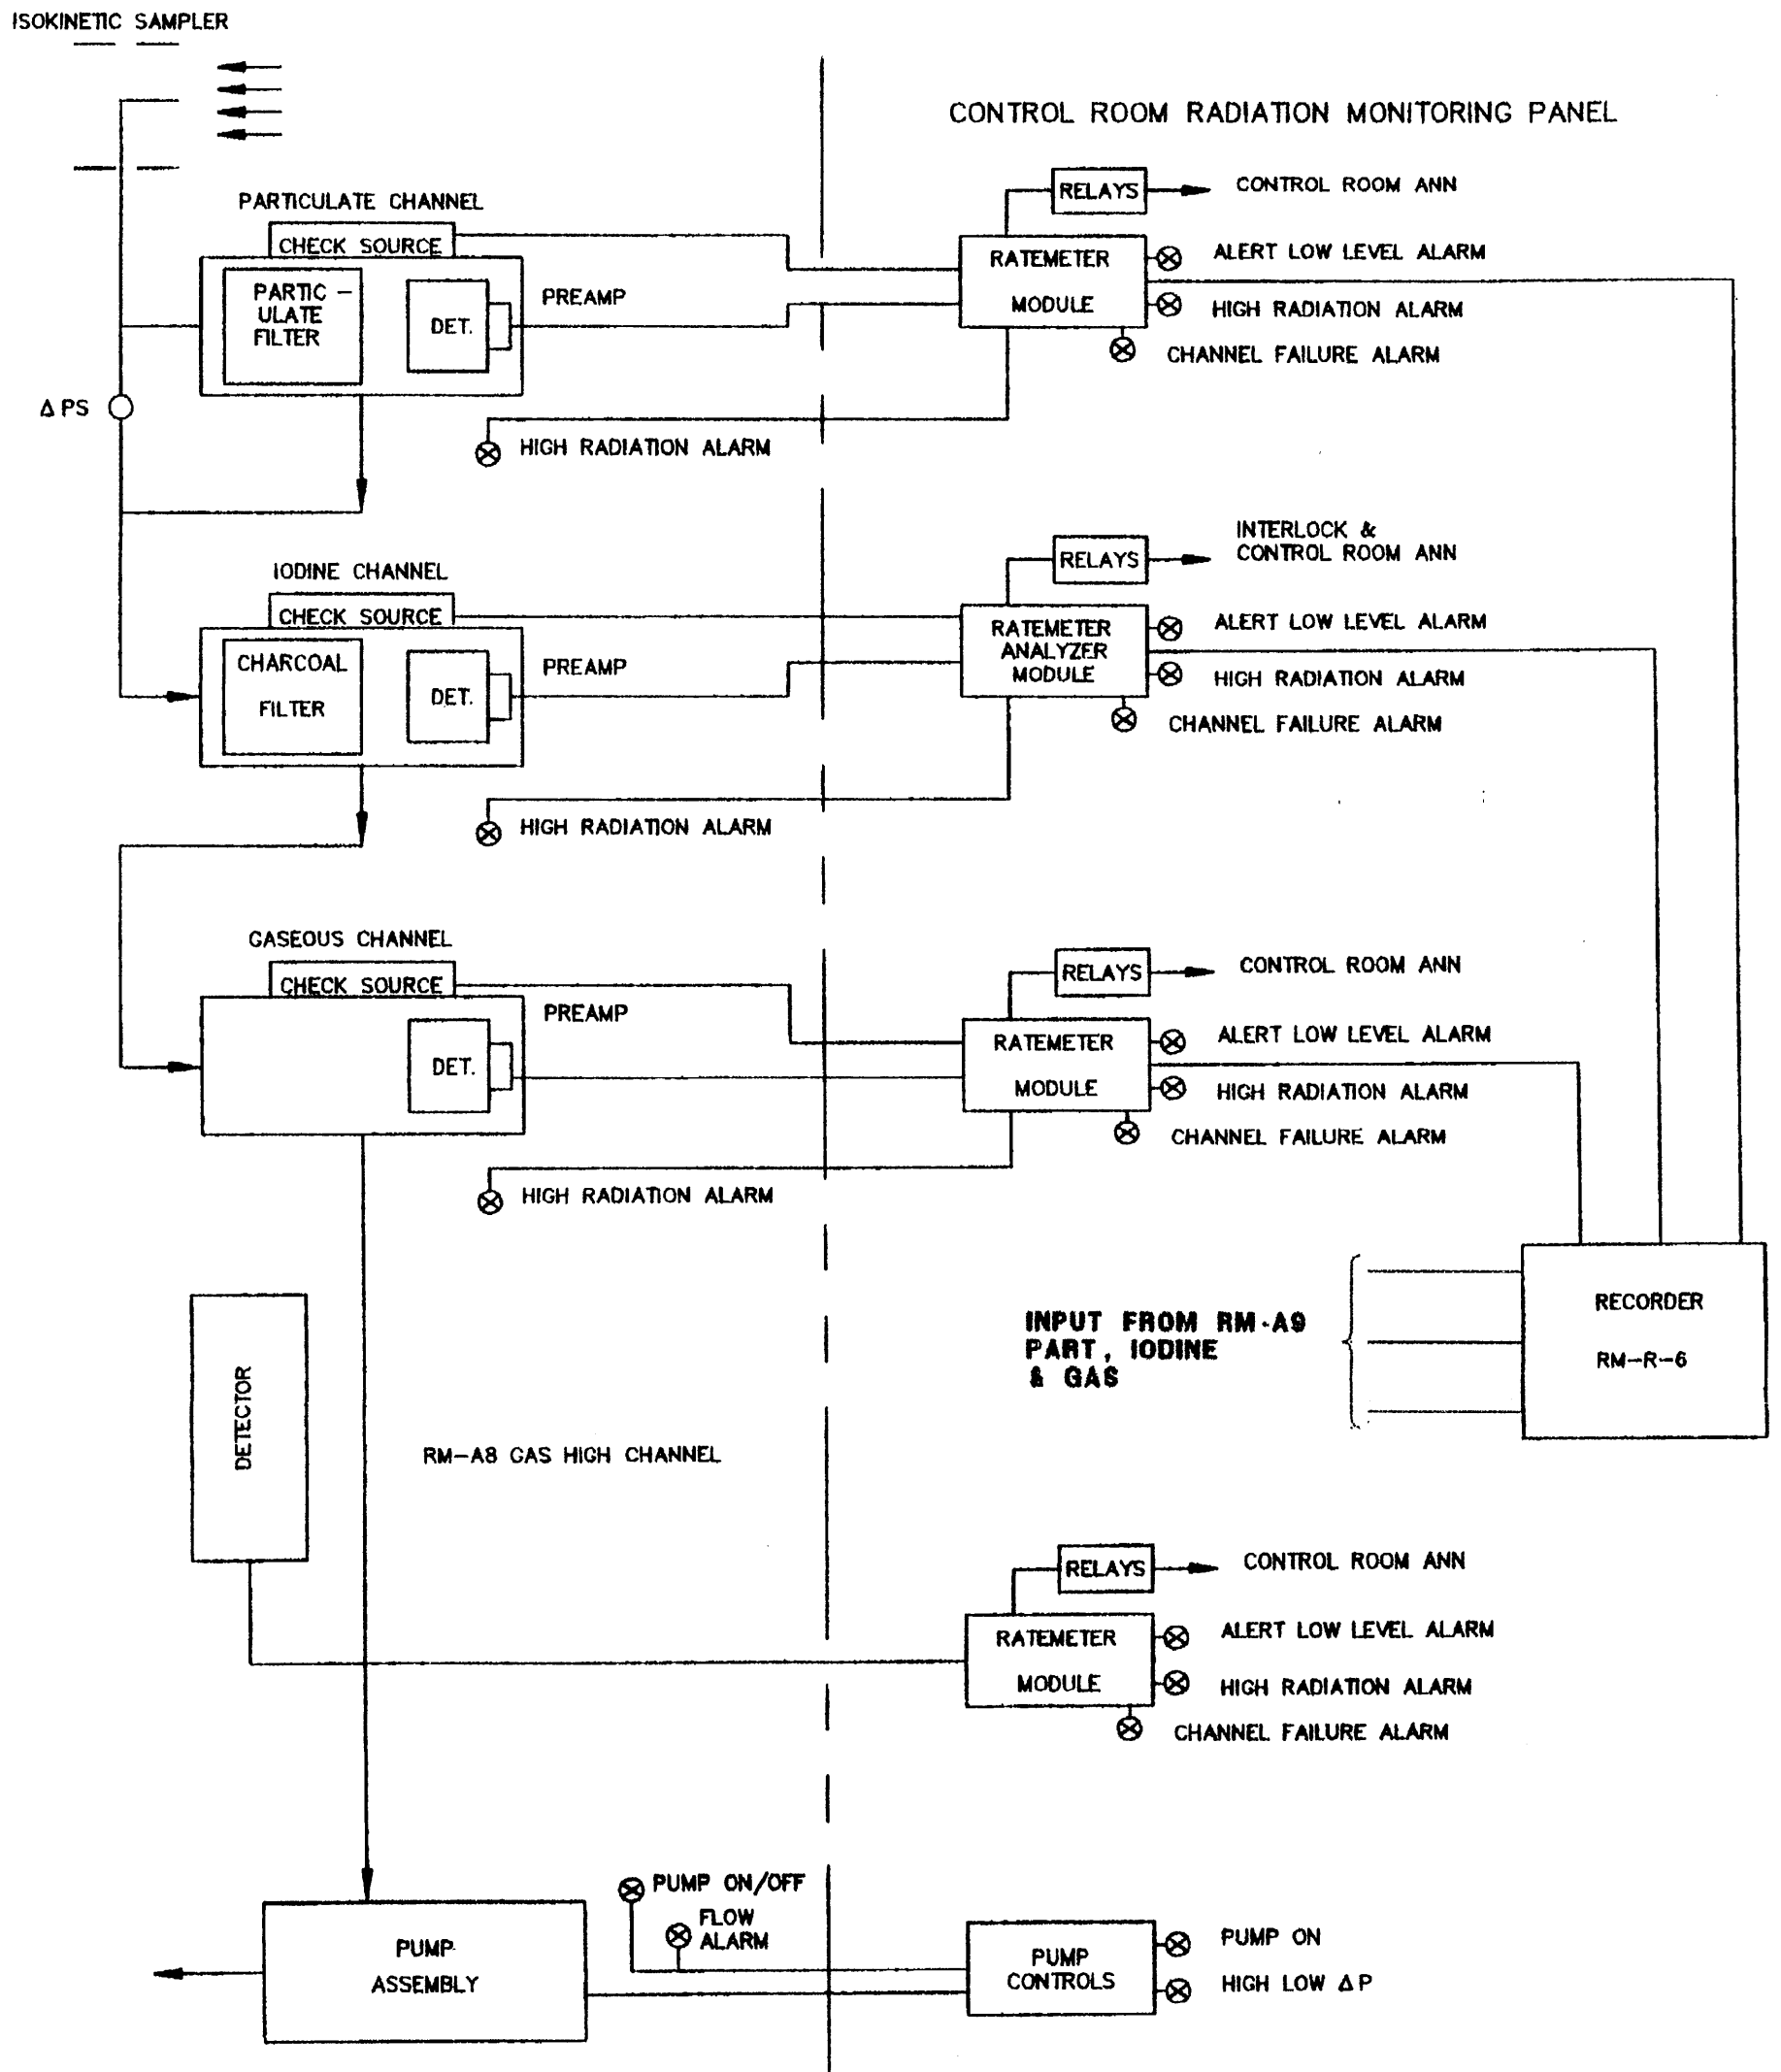 ISOKINETIC SAMPLER
CONTROL ROOM RADIATION MONITORING PANEL
PARTICULATE CHANNEL
CHECK SOURCE
PARTIC -
ULATE
FILTER
DET.
PREAMP
RELAYS
CONTROL ROOM ANN
RATEMETER
MODULE
ALERT LOW LEVEL ALARM
HIGH RADIATION ALARM
CHANNEL FAILURE ALARM
Δ PS
HIGH RADIATION ALARM
IODINE CHANNEL
CHECK SOURCE
CHARCOAL
FILTER
DET.
PREAMP
RELAYS
INTERLOCK &
CONTROL ROOM ANN
RATEMETER
ANALYZER
MODULE
ALERT LOW LEVEL ALARM
HIGH RADIATION ALARM
CHANNEL FAILURE ALARM
HIGH RADIATION ALARM
GASEOUS CHANNEL
CHECK SOURCE
DET.
PREAMP
RELAYS
CONTROL ROOM ANN
RATEMETER
MODULE
ALERT LOW LEVEL ALARM
HIGH RADIATION ALARM
CHANNEL FAILURE ALARM
HIGH RADIATION ALARM
INPUT FROM RM-A9
PART, IODINE
& GAS
RECORDER
RM-R-6
DETECTOR
RM-A8 GAS HIGH CHANNEL
RELAYS
CONTROL ROOM ANN
RATEMETER
MODULE
ALERT LOW LEVEL ALARM
HIGH RADIATION ALARM
CHANNEL FAILURE ALARM
PUMP ON/OFF
FLOW
ALARM
PUMP
ASSEMBLY
PUMP
CONTROLS
PUMP ON
HIGH LOW Δ P